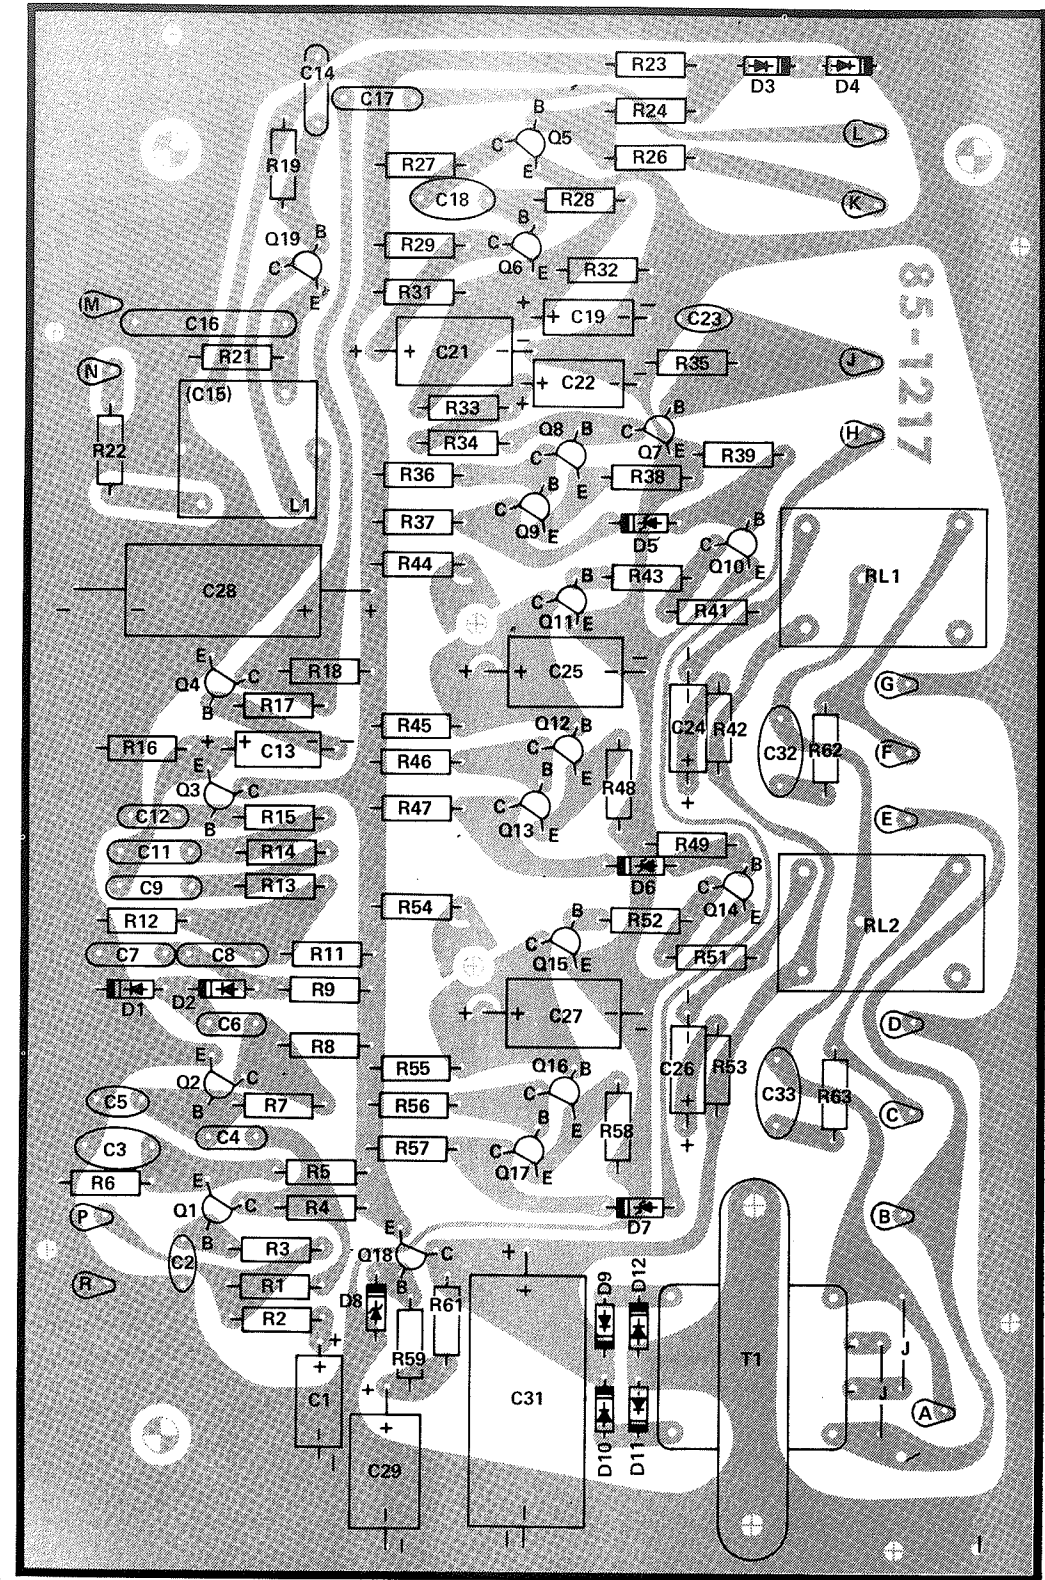 C14
R23
D3
D4
C17
R24
B
Q5
C
E
L
R19
R27
R26
C18
B
R28
K
Q19
B
C
E
R29
C
Q6
E
R32
R31
85-1217
M
C16
+ C19 −
C23
R21
+ C21 −
+ C22 −
R35
J
N
(C15)
R33
B
C
Q7
E
H
R34
Q8
B
C
E
R22
R39
R36
R38
L1
B
C
Q9
E
R37
D5
B
C
Q10
E
R44
R43
RL1
C28
− +
B
C
Q11
E
R41
E
Q4
C
B
R18
+ C25 −
G
R17
C24
R42
R16
+ C13 −
R45
Q12
B
C
E
C32
R62
F
R46
E
Q3
C
B
R48
C12
R15
R47
B
C
Q13
E
E
C11
R14
R49
C9
R13
D6
B
C
Q14
E
R12
R54
R52
RL2
B
C
Q15
E
C7
C8
R11
R51
D1
D2
R9
C6
+ C27 −
D
R8
C26
R53
E
Q2
C
B
R55
Q16
B
C
E
C33
R63
C5
R7
R56
R58
C
C4
C3
R57
B
C
Q17
E
R5
R6
E
Q1
C
B
R4
D7
P
B
E
Q18
C
B
C2
R3
R
R1
D8
R61
D9
D12
R2
R59
T1
J
C1
C31
J
A
D10
D11
C29